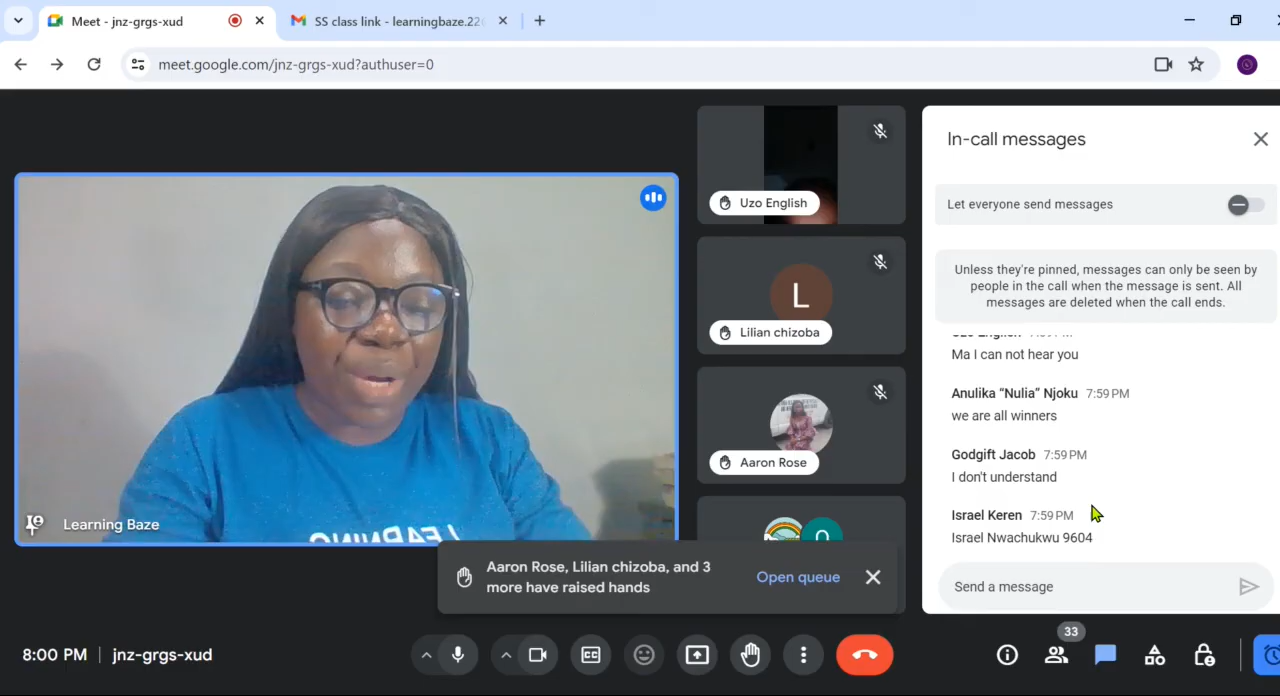 Meet - jnz-grgs-xud
SS class link - learningbaze.22
meet.google.com/jnz-grgs-xud?authuser=0
Learning Baze
Uzo English
L
Lilian chizoba
Aaron Rose
Aaron Rose, Lilian chizoba, and 3
more have raised hands
Open queue
In-call messages
Let everyone send messages
Unless they're pinned, messages can only be seen by
people in the call when the message is sent. All
messages are deleted when the call ends.
Ma I can not hear you
Anulika “Nulia” Njoku 7:59 PM
we are all winners
Godgift Jacob 7:59 PM
I don't understand
Israel Keren 7:59 PM
Israel Nwachukwu 9604
Send a message
8:00 PM
jnz-grgs-xud
CC
33